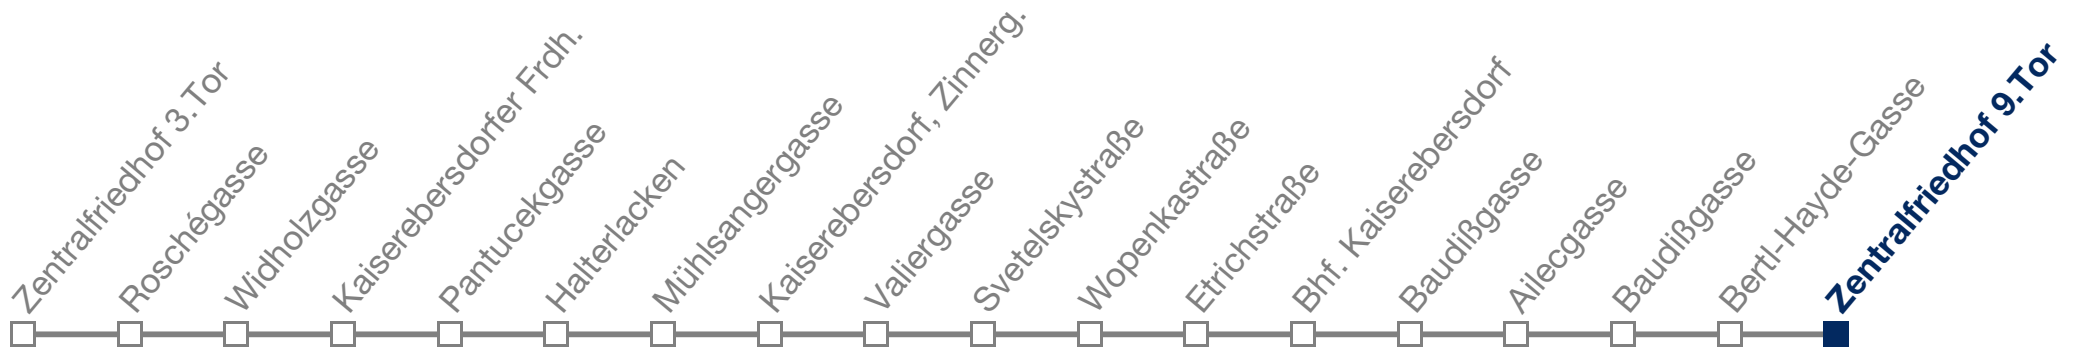 Zentralfriedhof 3.Tor
Roschégasse
Widholzgasse
Kaiserebersdorfer Frdh.
Pantucekgasse
Halterlacken
Mühlsangergasse
Kaiserebersdorf, Zinnerg.
Valiergasse
Svetelskystraße
Wopenkastraße
Etrichstraße
Bhf. Kaiserebersdorf
Baudißgasse
Ailecgasse
Baudißgasse
Bertl-Hayde-Gasse
Zentralfriedhof 9.Tor